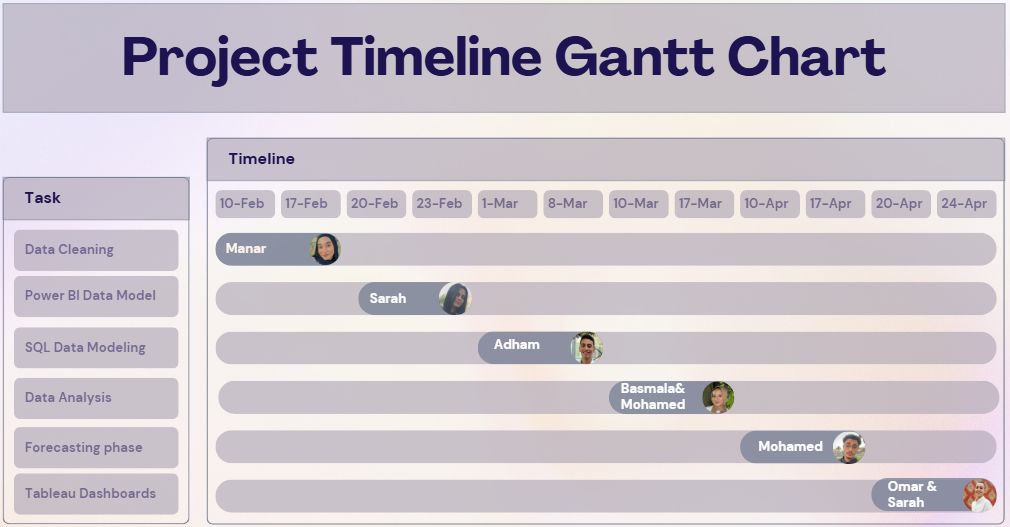 Project Timeline Gantt Chart
Timeline
Task
10-Feb 17-Feb 20-Feb 23-Feb 1-Mar 8-Mar 10-Mar 17-Mar 10-Apr 17-Apr 20-Apr 24-Apr
Data Cleaning
Manar
Power BI Data Model
Sarah
SQL Data Modeling
Adham
Data Analysis
Basmala&
Mohamed
Forecasting phase
Mohamed
Tableau Dashboards
Omar &
Sarah